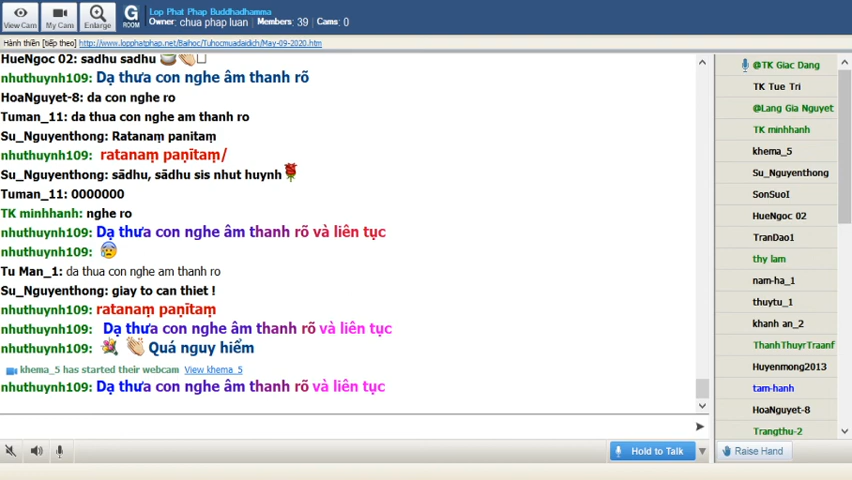 View Cam
My Cam
Enlarge
G
ROOM
Lop Phat Phap Buddhadhamma
Owner: chua phap luan Members: 39 Cams: 0
Hành thiền [tiếp theo] http://www.lopphatphap.net/Baihoc/Tuhocmuadaidich/May-09-2020.htm
HueNgoc 02: sadhu sadhu
nhuthuynh109: Dạ thưa con nghe âm thanh rõ
HoaNguyet-8: da con nghe ro
Tuman_11: da thua con nghe am thanh ro
Su_Nguyenthong: Ratanaṃ panitaṃ
nhuthuynh109: ratanaṃ paṇītaṃ/
Su_Nguyenthong: sādhu, sādhu sis nhut huynh
Tuman_11: 0000000
TK minhhanh: nghe ro
nhuthuynh109: Dạ thưa con nghe âm thanh rõ và liên tục
nhuthuynh109:
Tu Man_1: da thua con nghe am thanh ro
Su_Nguyenthong: giay to can thiet !
nhuthuynh109: ratanaṃ paṇītaṃ
nhuthuynh109: Dạ thưa con nghe âm thanh rõ và liên tục
nhuthuynh109: Quá nguy hiểm
khema_5 has started their webcam View khema_5
nhuthuynh109: Dạ thưa con nghe âm thanh rõ và liên tục
Hold to Talk
@TK Giac Dang
TK Tue Tri
@Lang Gia Nguyet
TK minhhanh
khema_5
Su_Nguyenthong
SonSuoI
HueNgoc 02
TranDao1
thy lam
nam-ha_1
thuytu_1
khanh an_2
ThanhThuyrTraanf
Huyenmong2013
tam-hanh
HoaNguyet-8
Trangthu-2
Raise Hand